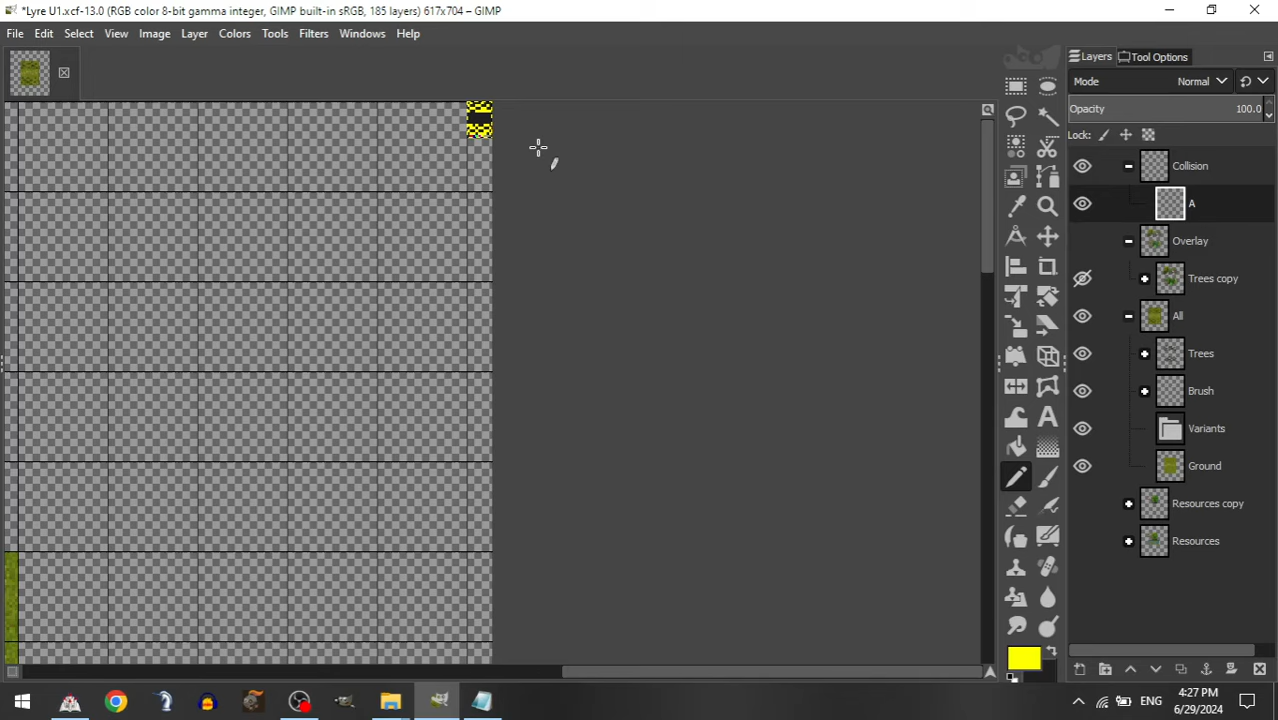 *Lyre U1.xcf-13.0 (RGB color 8-bit gamma integer, GIMP built-in sRGB, 185 layers) 617x704 – GIMP
File Edit Select View Image Layer Colors Tools Filters Windows Help
Layers Tool Options
Mode Normal
Opacity 100.0
Lock:
Collision
A
Overlay
Trees copy
All
Trees
Brush
Variants
Ground
Resources copy
Resources
ENG
4:27 PM
6/29/2024